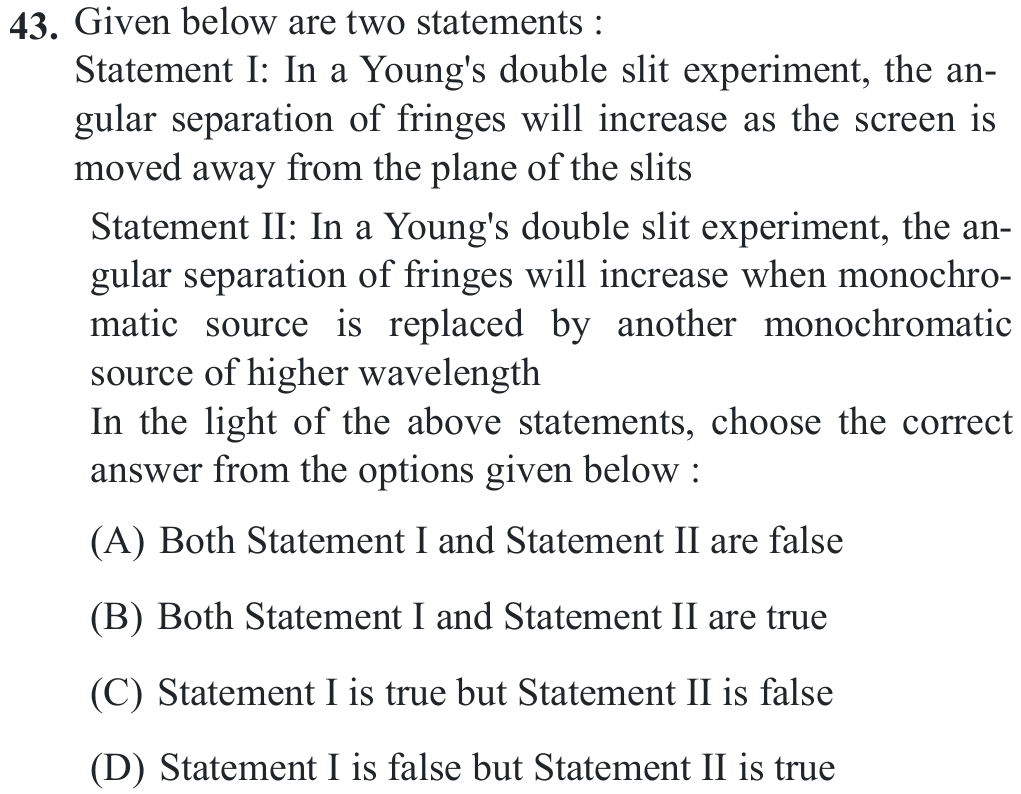 43. Given below are two statements :
Statement I: In a Young's double slit experiment, the an-
gular separation of fringes will increase as the screen is
moved away from the plane of the slits
Statement II: In a Young's double slit experiment, the an-
gular separation of fringes will increase when monochro-
matic source is replaced by another monochromatic
source of higher wavelength
In the light of the above statements, choose the correct
answer from the options given below :
(A) Both Statement I and Statement II are false
(B) Both Statement I and Statement II are true
(C) Statement I is true but Statement II is false
(D) Statement I is false but Statement II is true